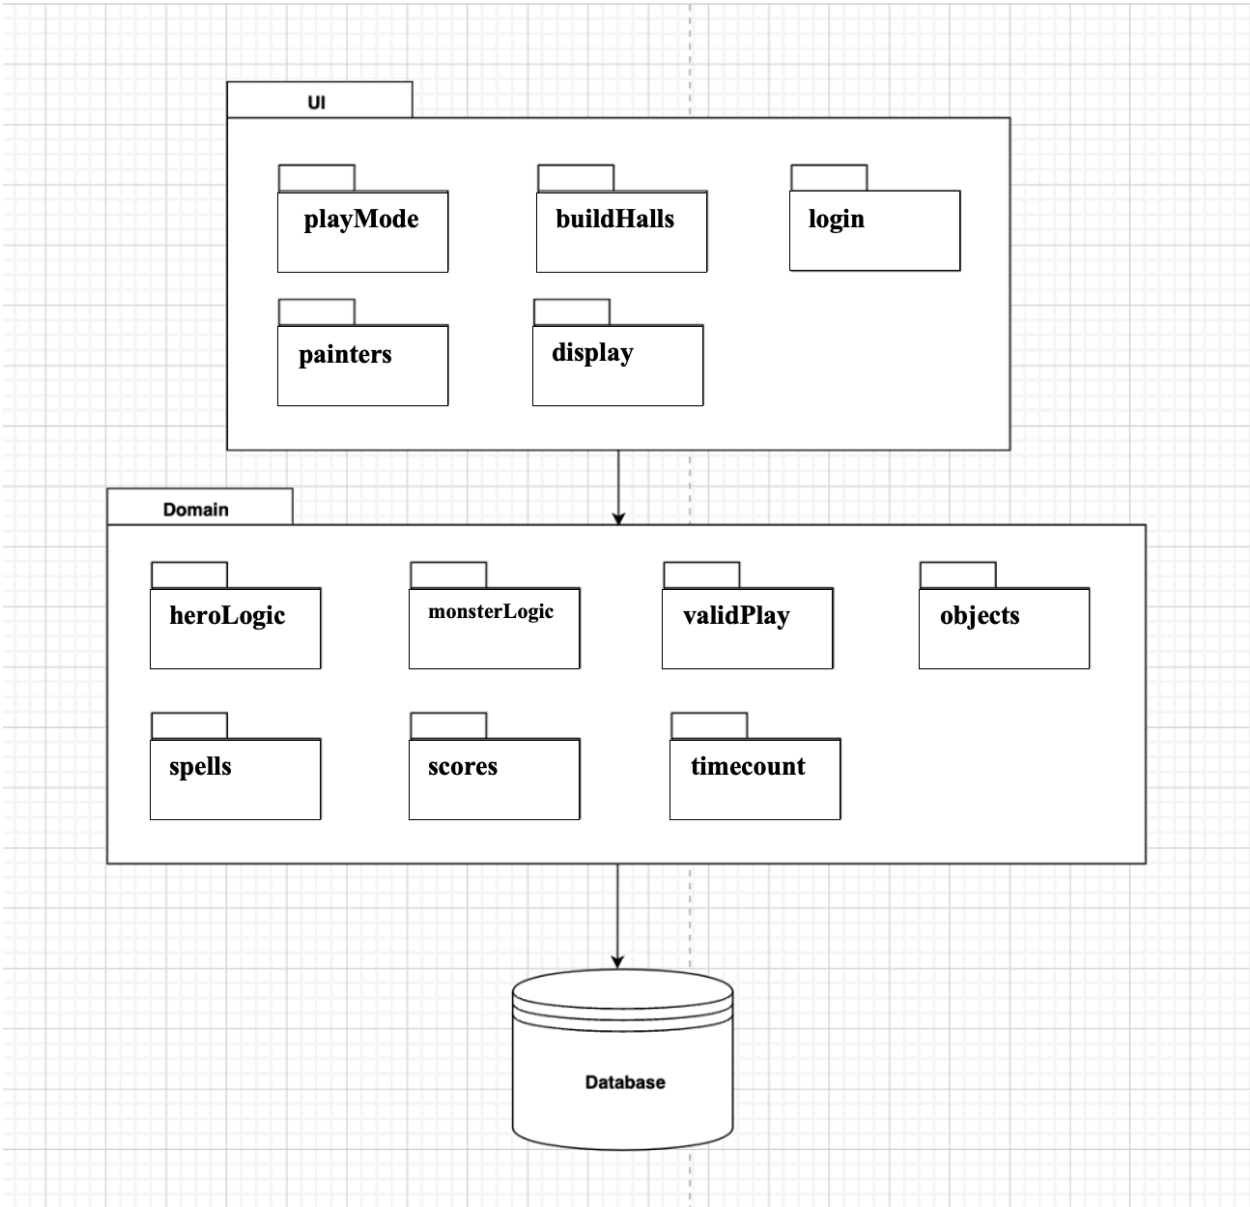 UI
playMode
buildHalls
login
painters
display
Domain
heroLogic
monsterLogic
validPlay
objects
spells
scores
timecount
Database